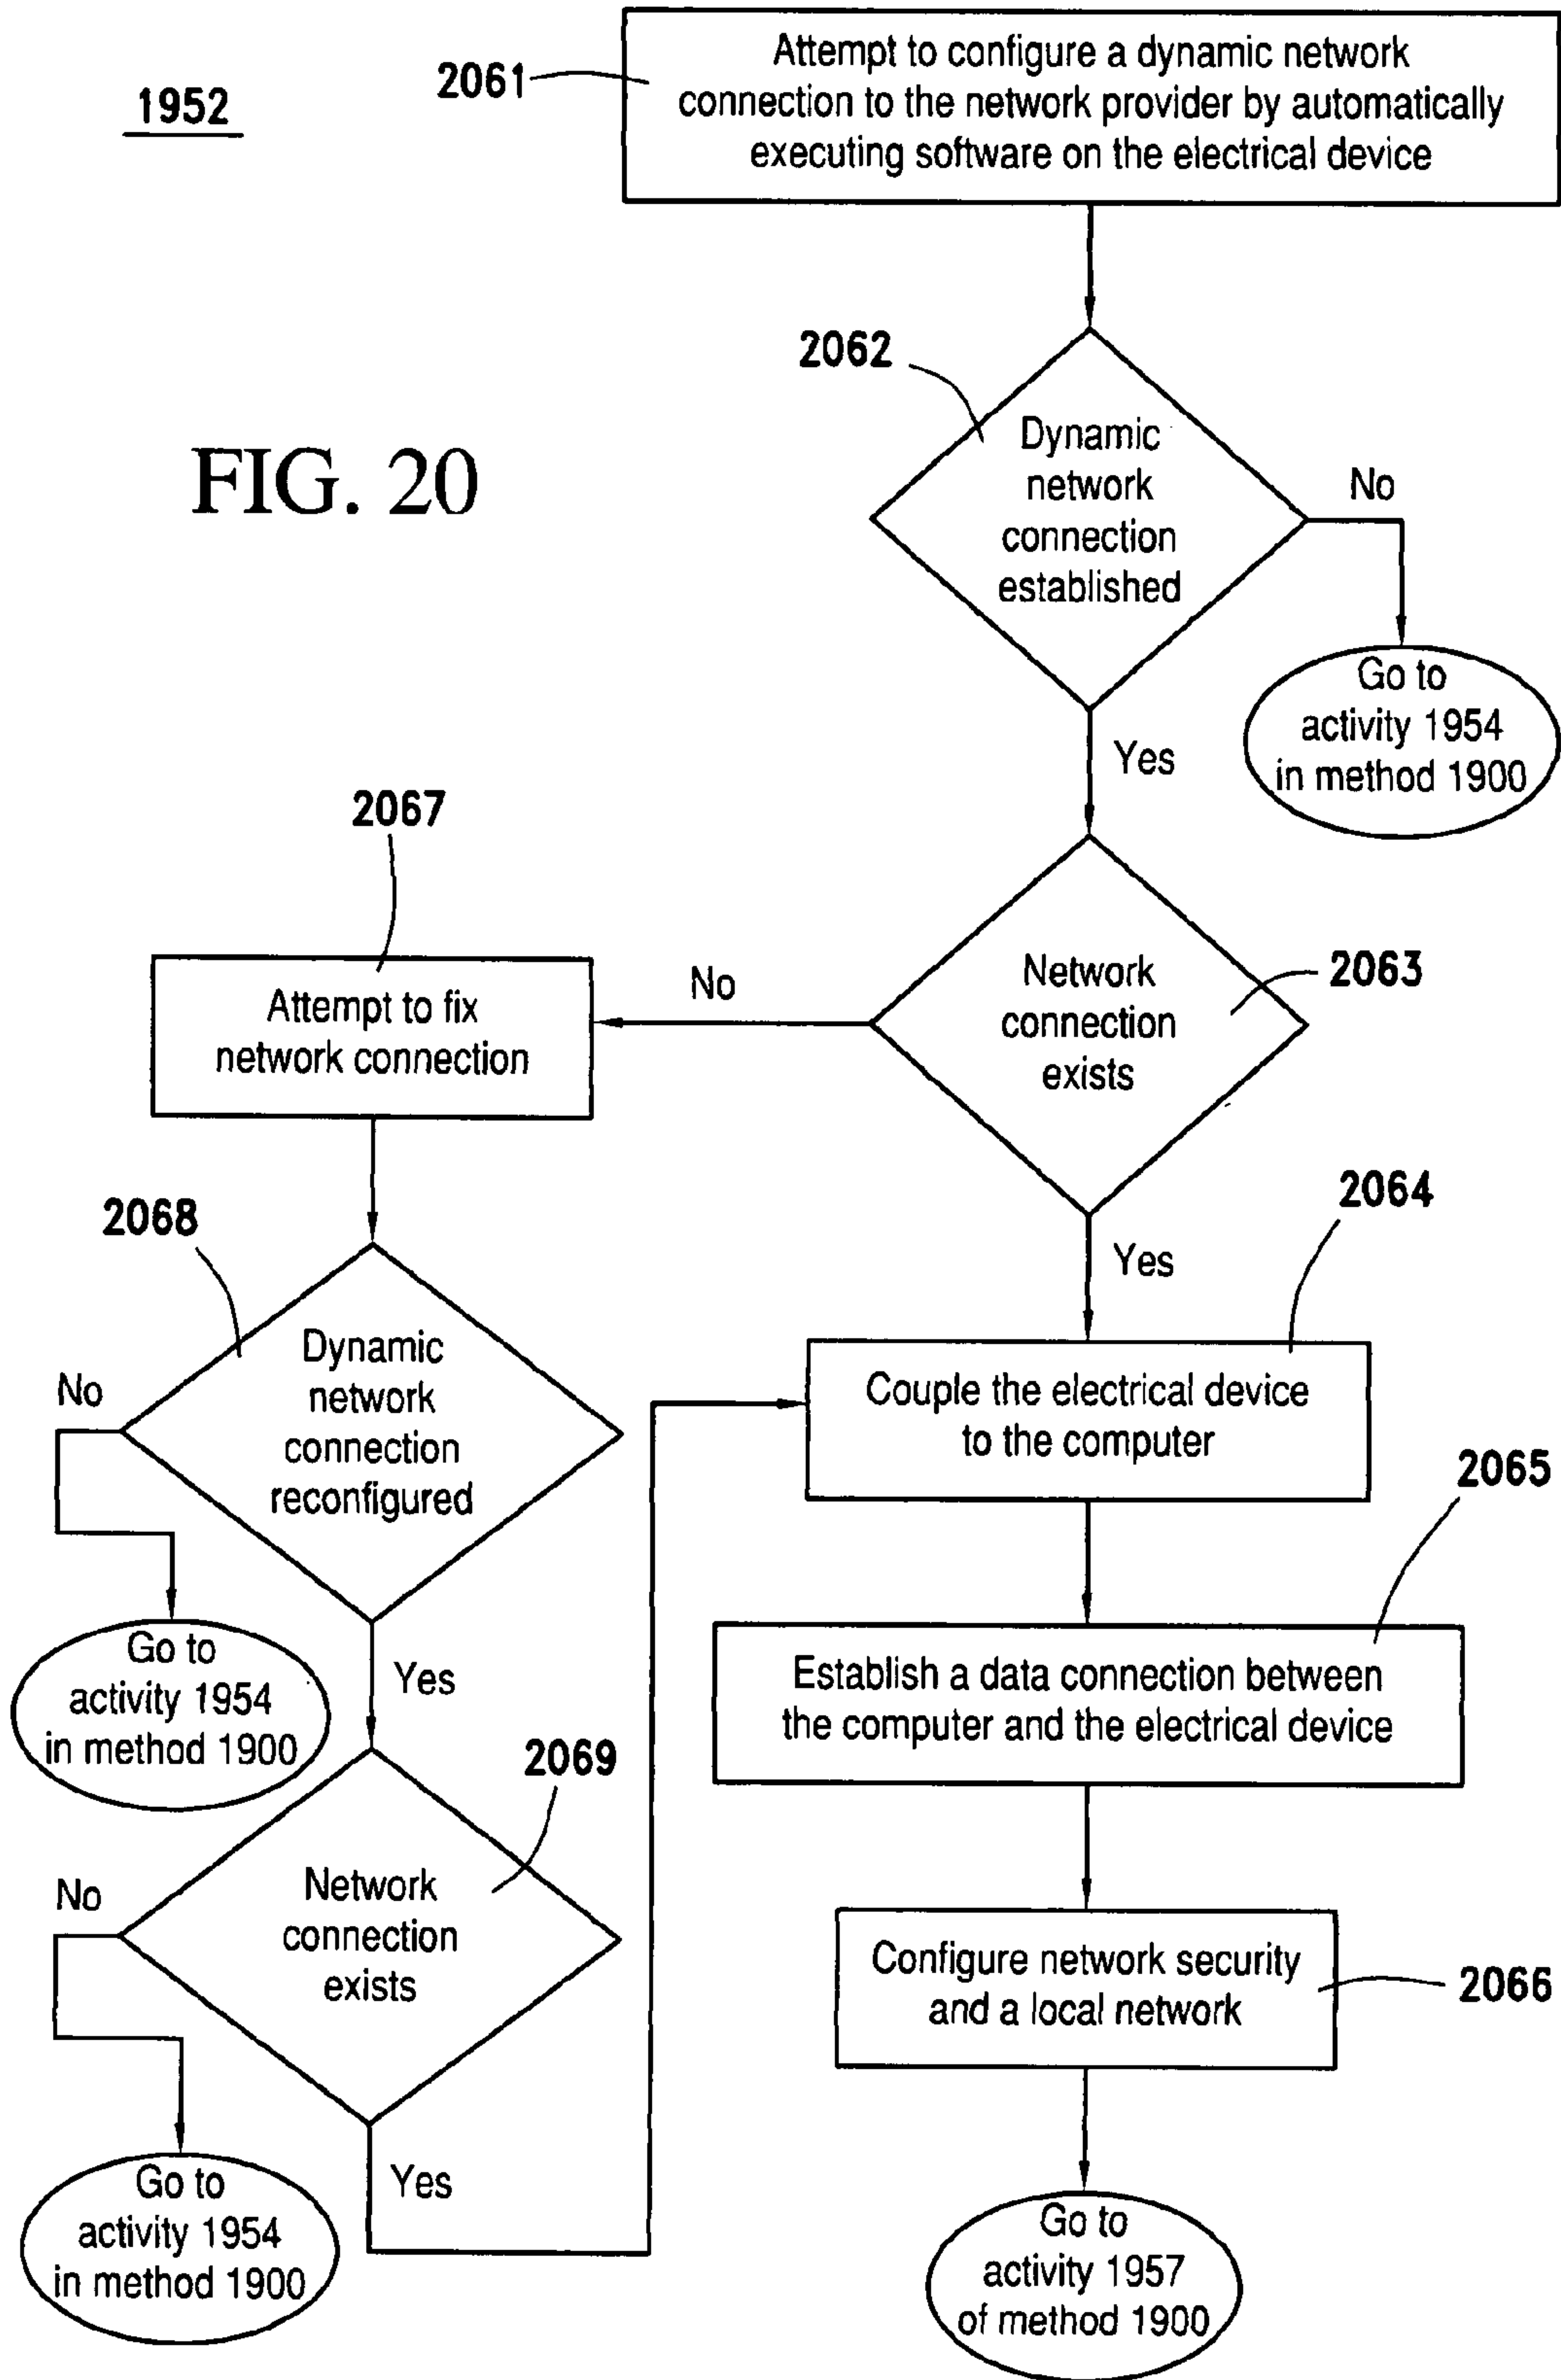 1952
2061
Attempt to configure a dynamic network
connection to the network provider by automatically
executing software on the electrical device
FIG. 20
2062
Dynamic
network
connection
established
No
Go to
activity 1954
in method 1900
Yes
2063
Network
connection
exists
No
2067
Attempt to fix
network connection
Yes
2064
Couple the electrical device
to the computer
2068
Dynamic
network
connection
reconfigured
No
Go to
activity 1954
in method 1900
Yes
2065
Establish a data connection between
the computer and the electrical device
2069
Network
connection
exists
No
Go to
activity 1954
in method 1900
Yes
Configure network security
and a local network
2066
Go to
activity 1957
of method 1900